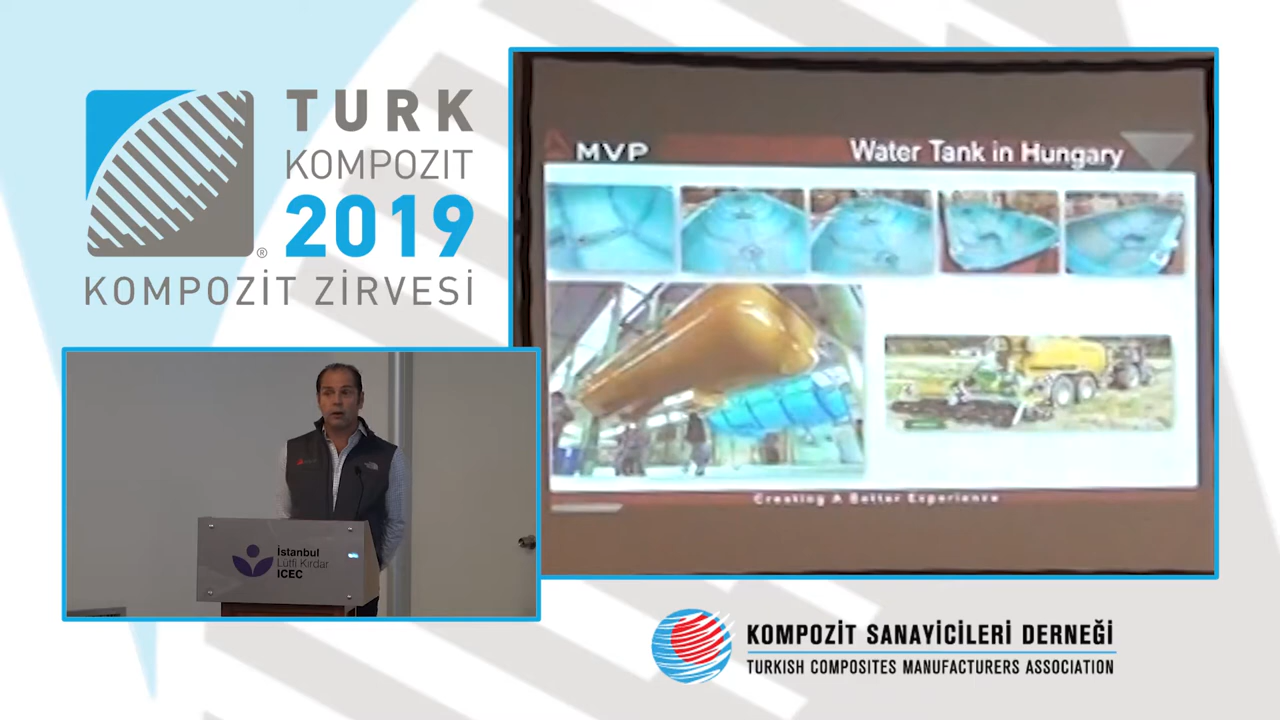 TURK
KOMPOZIT
2019
®
KOMPOZİT ZİRVESİ
MVP
Water Tank in Hungary
Creating A Better Experience
İstanbul
Lütfi Kırdar
ICEC
KOMPOZİT SANAYİCİLERİ DERNEĞİ
TURKISH COMPOSITES MANUFACTURERS ASSOCIATION